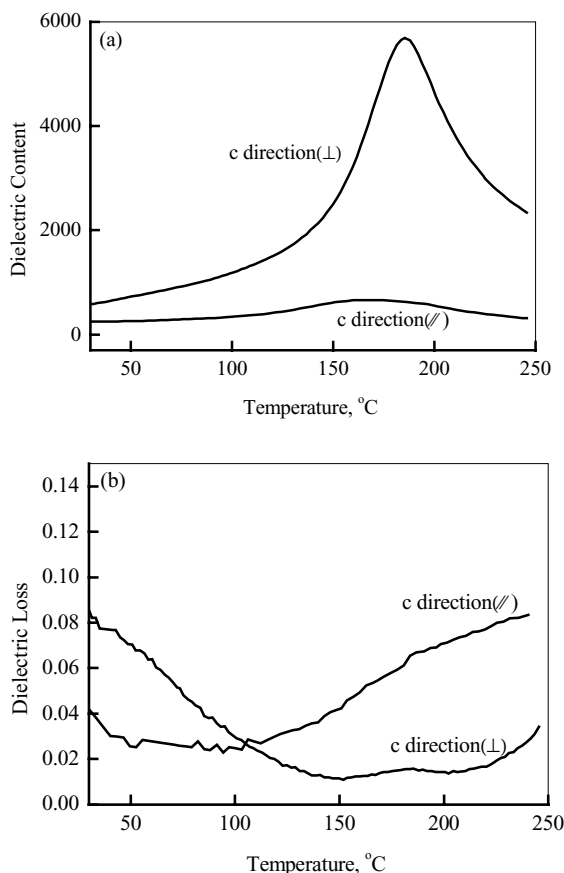 (a)
6000
4000
2000
0
Dielectric Content
c direction(⊥)
c direction(∥)
50 100 150 200 250
Temperature, °C
(b)
0.14
0.12
0.10
0.08
0.06
0.04
0.02
0.00
Dielectric Loss
c direction(∥)
c direction(⊥)
50 100 150 200 250
Temperature, °C